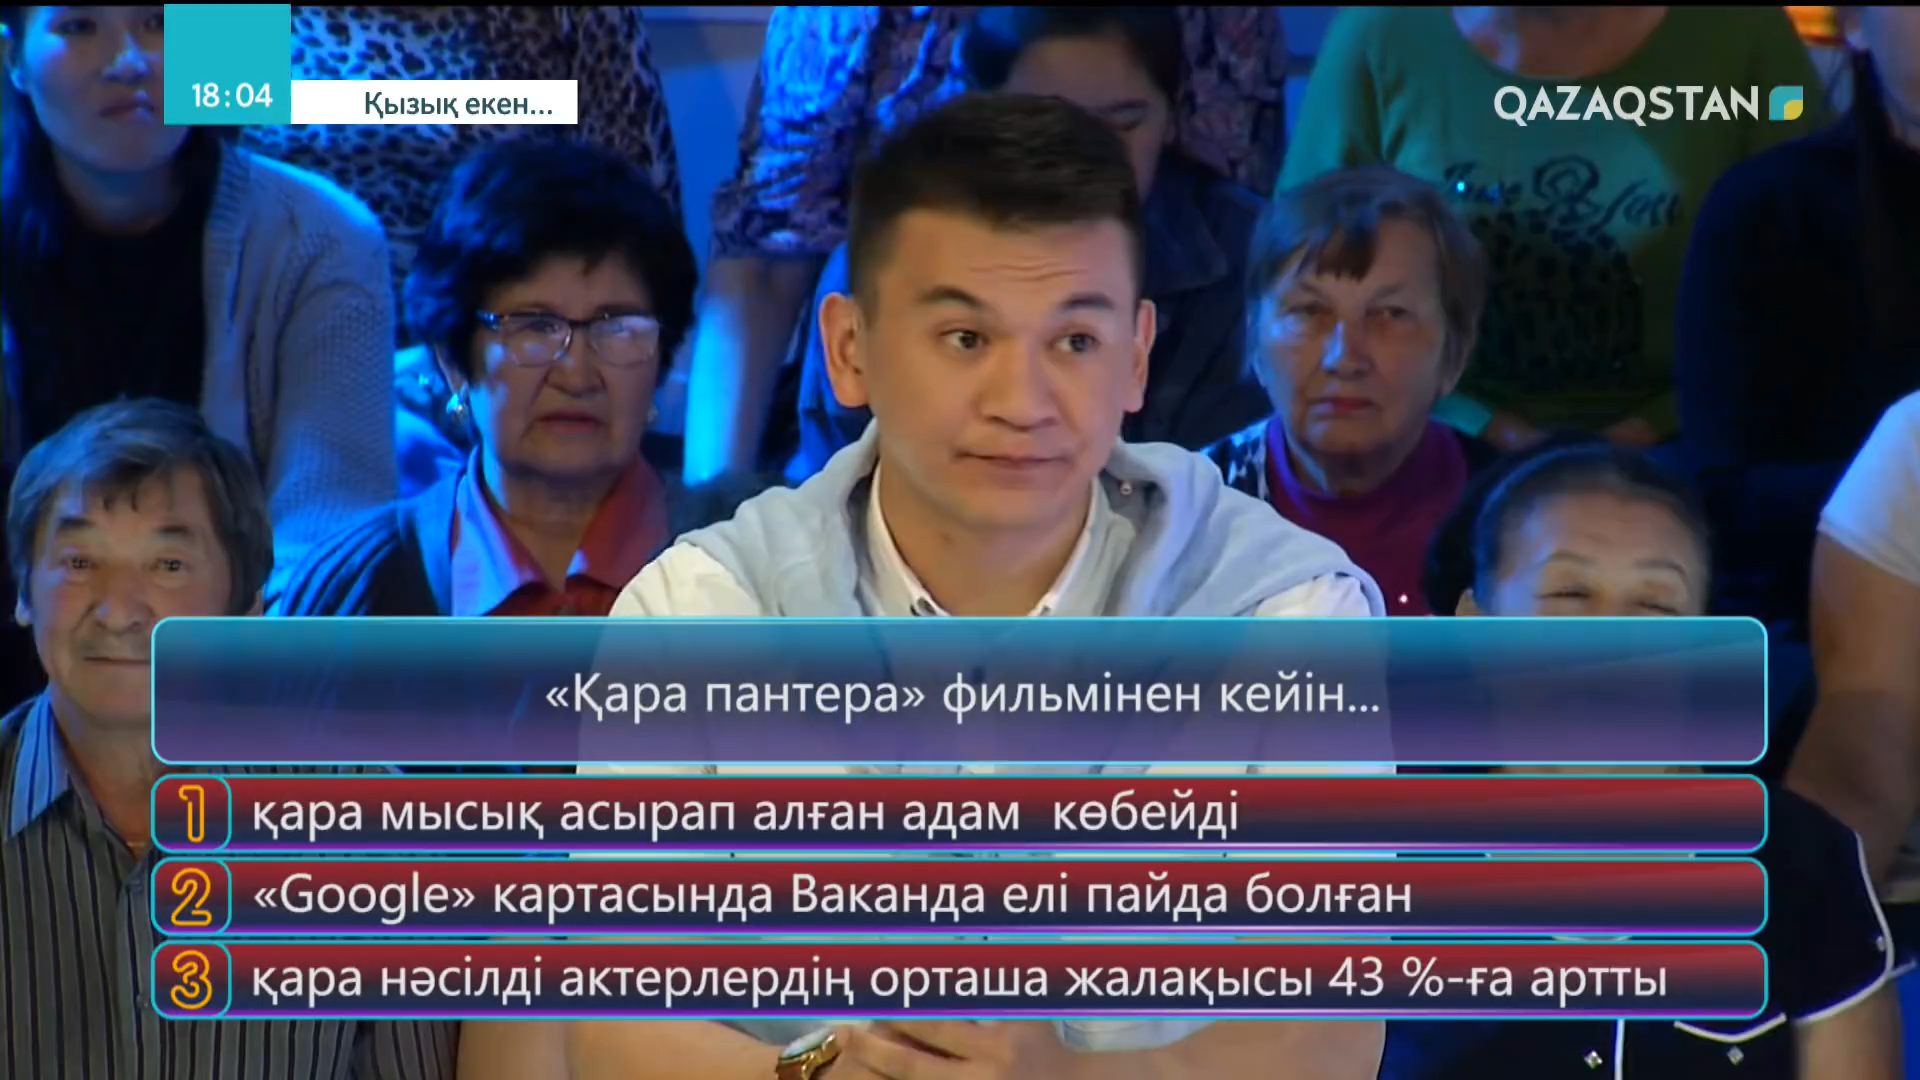 18:04
Қызық екен...
QAZAQSTAN
«Қара пантера» фильмінен кейін...
1 қара мысық асырап алған адам көбейді
2 «Google» картасында Ваканда елі пайда болған
3 қара нәсілді актерлердің орташа жалақысы 43 %-ға артты